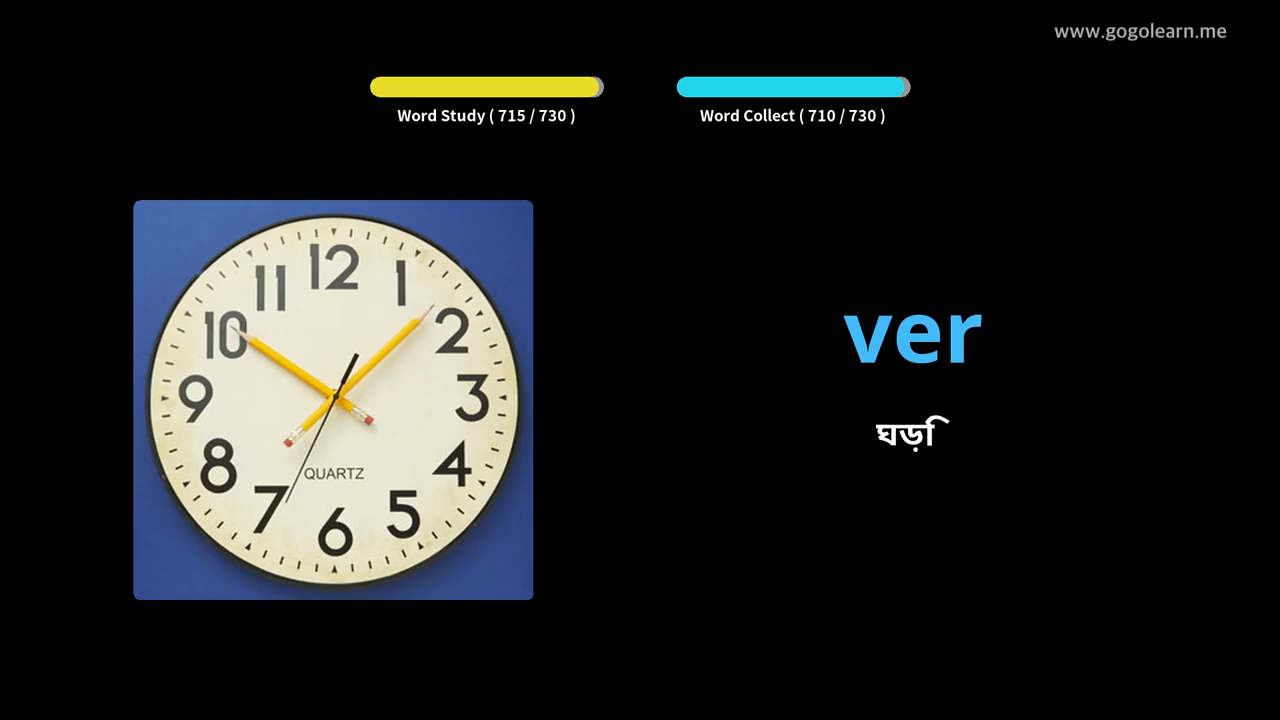 www.gogolearn.me
Word Study ( 715 / 730 )
Word Collect ( 710 / 730 )
12
11
1
10
2
9
3
8
4
QUARTZ
7
5
6
ver
ঘড়ি